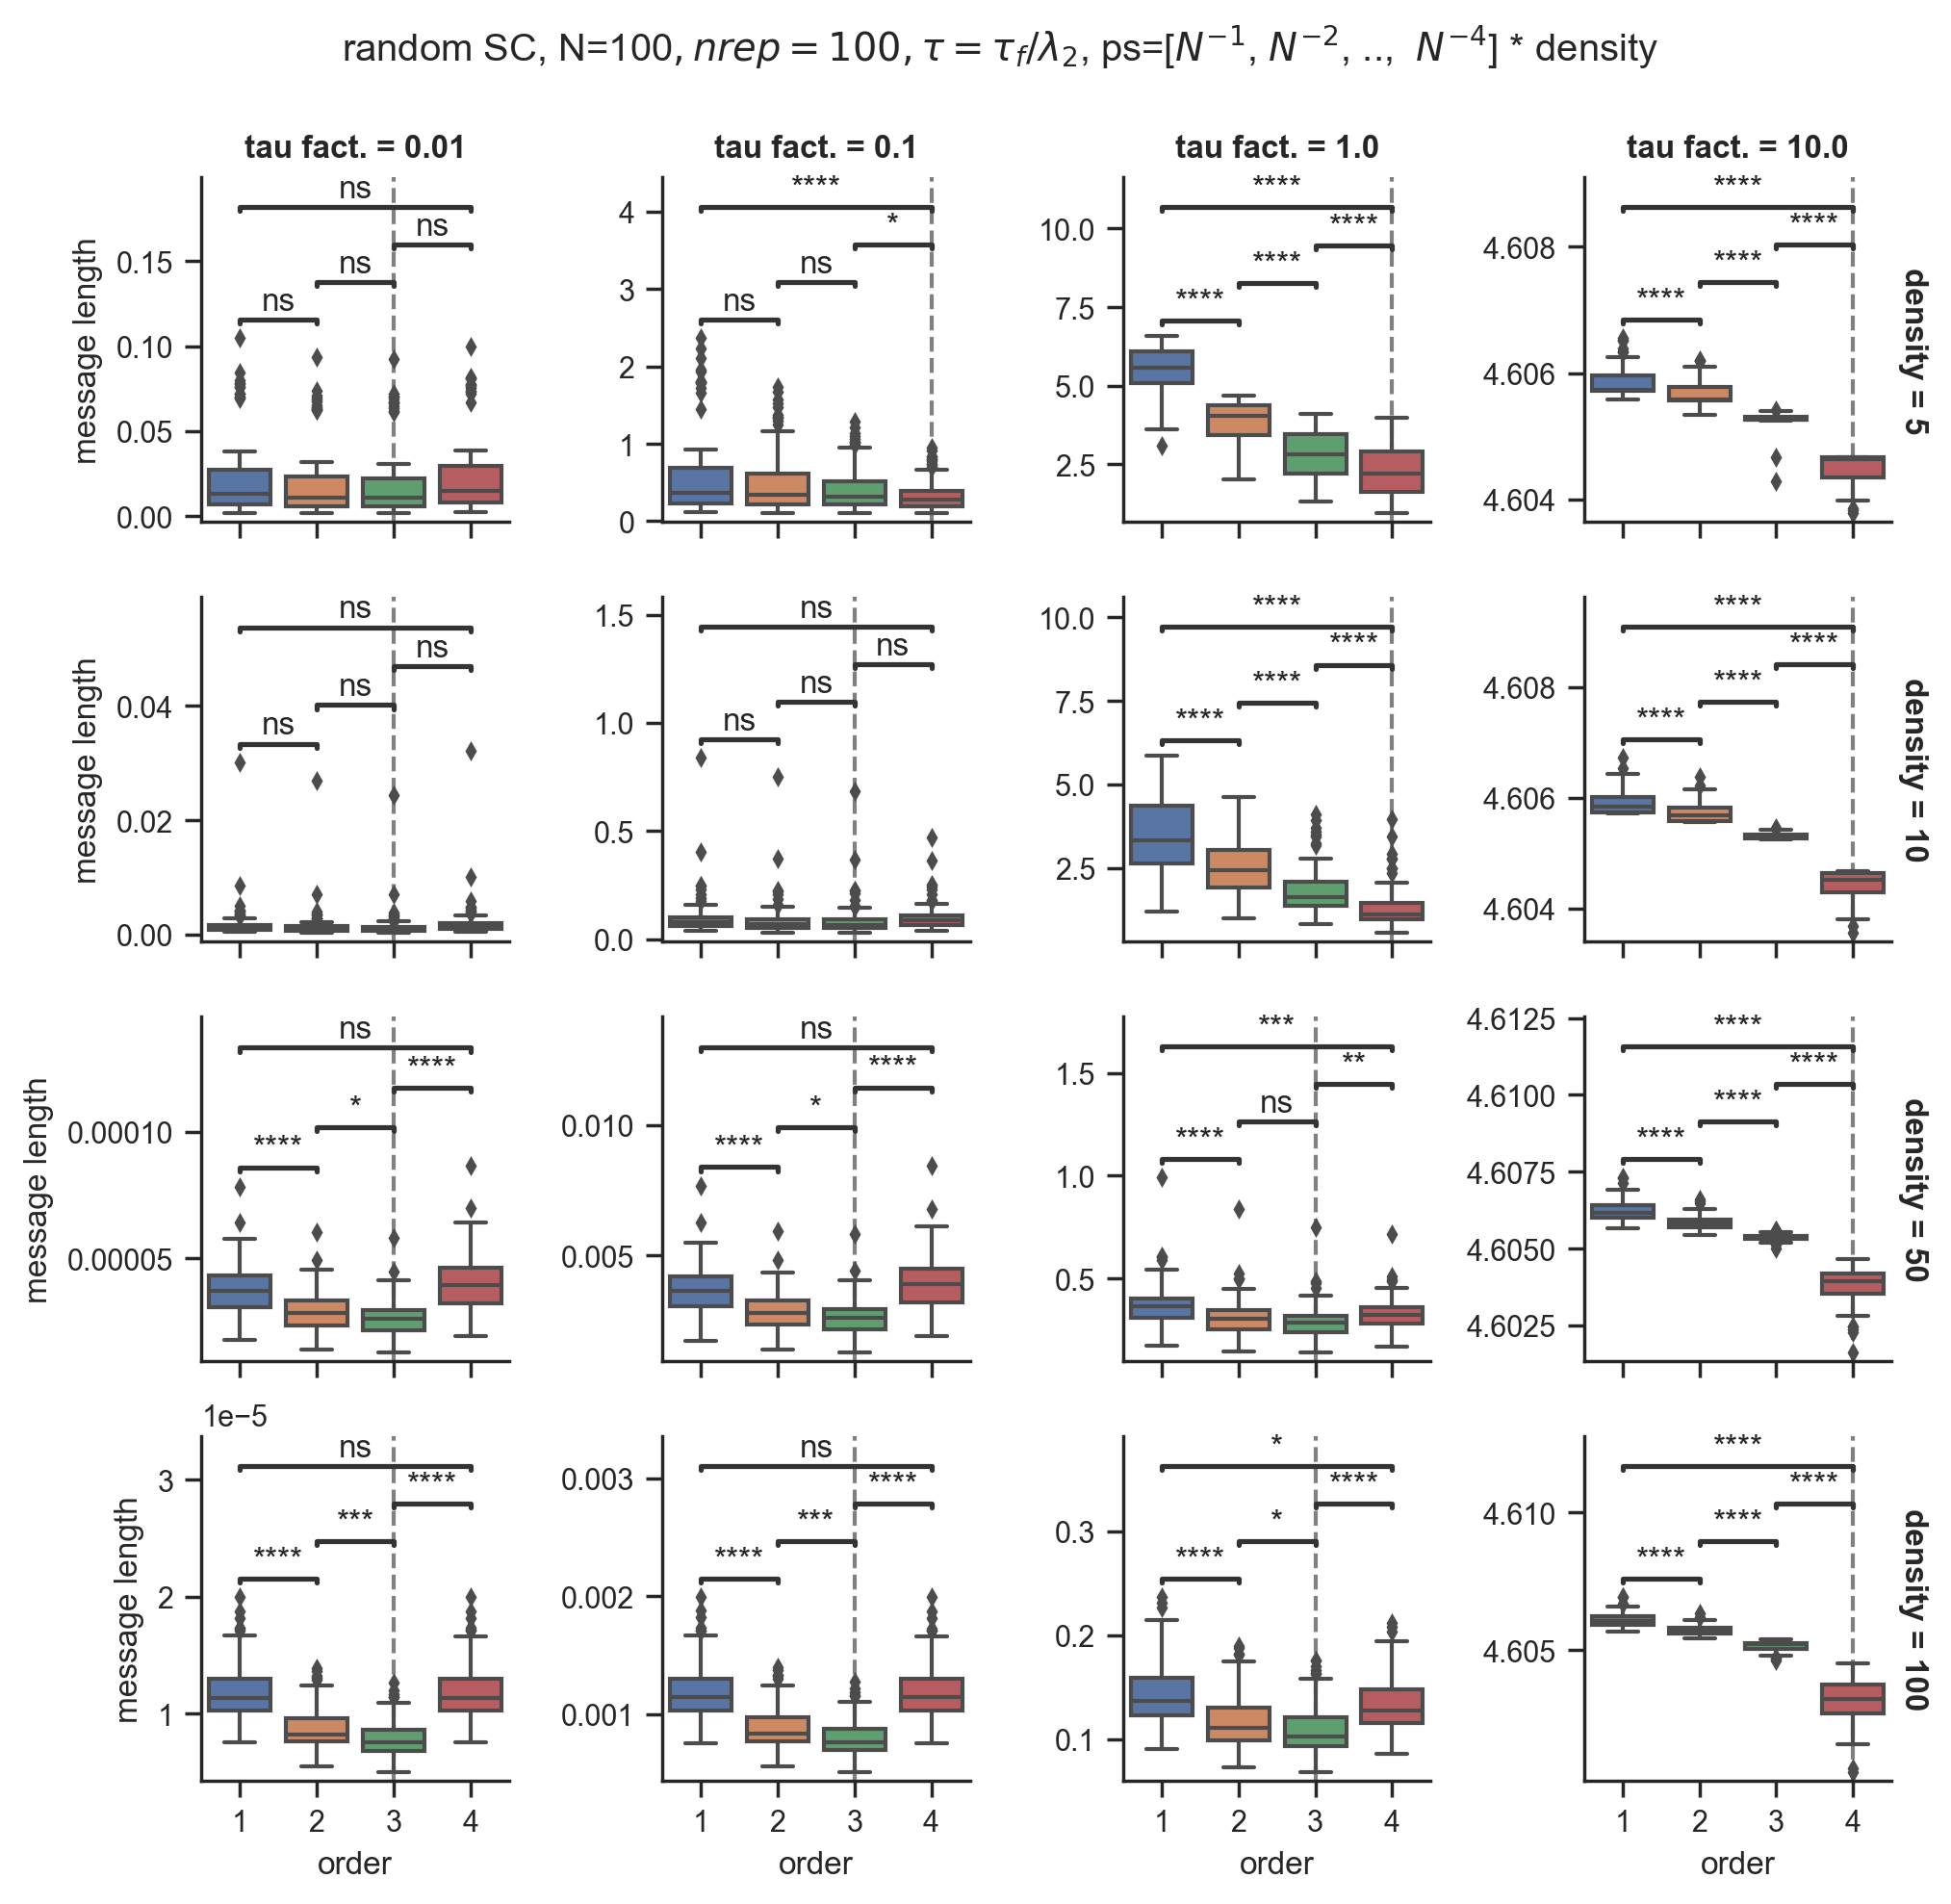 random SC, N=100, nrep = 100, τ = τ_f/λ_2, ps=[N^{-1}, N^{-2}, .., N^{-4}] * density
tau fact. = 0.01
tau fact. = 0.1
tau fact. = 1.0
tau fact. = 10.0
message length
0.15
0.10
0.05
0.00
ns
ns
ns
ns
4
3
2
1
0
****
*
ns
ns
10.0
7.5
5.0
2.5
****
****
****
****
4.608
4.606
4.604
****
****
****
****
density = 5
message length
0.04
0.02
0.00
ns
ns
ns
ns
1.5
1.0
0.5
0.0
ns
ns
ns
ns
10.0
7.5
5.0
2.5
****
****
****
****
4.608
4.606
4.604
****
****
****
****
density = 10
message length
0.00010
0.00005
ns
****
*
****
0.010
0.005
ns
****
*
****
1.5
1.0
0.5
***
**
ns
****
4.6125
4.6100
4.6075
4.6050
4.6025
****
****
****
****
density = 50
message length
1e−5
3
2
1
ns
****
***
****
0.003
0.002
0.001
ns
****
***
****
0.3
0.2
0.1
*
****
*
****
4.610
4.605
****
****
****
****
density = 100
1 2 3 4
order
1 2 3 4
order
1 2 3 4
order
1 2 3 4
order